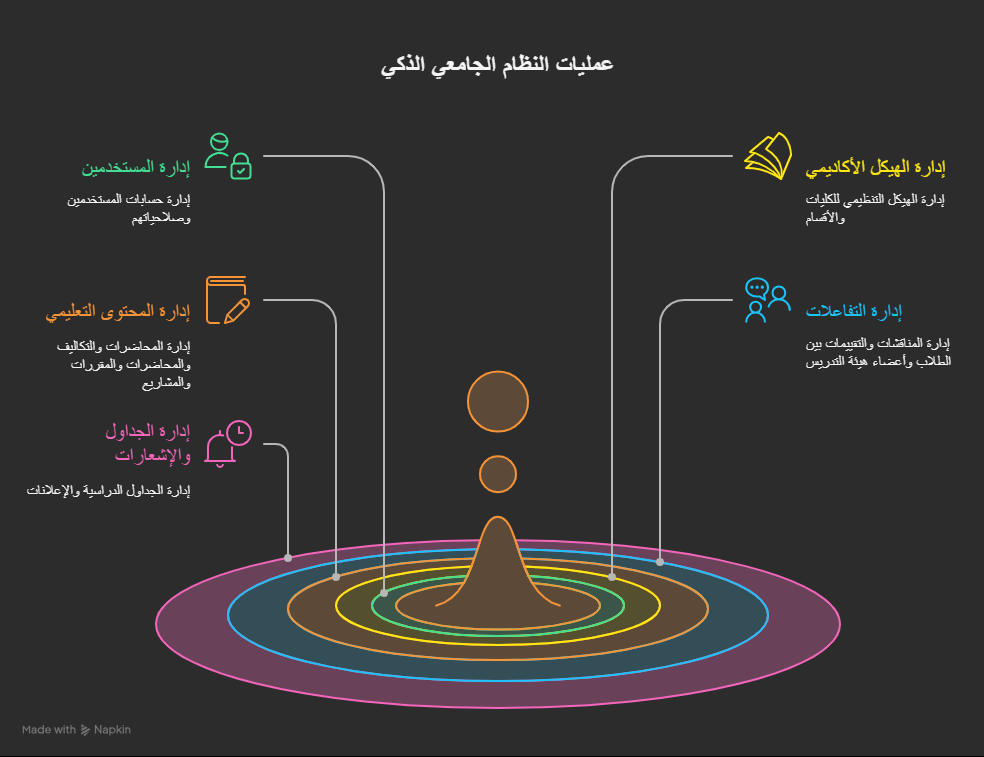 عمليات النظام الجامعي الذكي
إدارة الهيكل الأكاديمي
إدارة الهيكل التنظيمي للكليات
والأقسام
إدارة المستخدمين
إدارة حسابات المستخدمين
وصلاحياتهم
إدارة التفاعلات
إدارة المناقشات والتقييمات بين
الطلاب وأعضاء هيئة التدريس
إدارة المحتوى التعليمي
إدارة المحاضرات والتكاليف
والمحاضرات والمقررات
والمشاريع
إدارة الجداول
والإشعارات
إدارة الجداول الدراسية والإعلانات
Made with Napkin